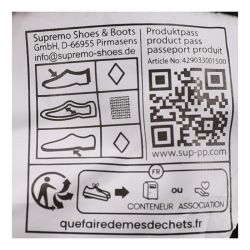 Supremo Shoes & Boots
GmbH, D-66955 Pirmasens
info@supremo-shoes.de
Produktpass
product pass
passeport produit
Article No: 429033001500
www.sup-pp.com
FR
OU
CONTENEUR ASSOCIATION
quefairedemesdechets.fr